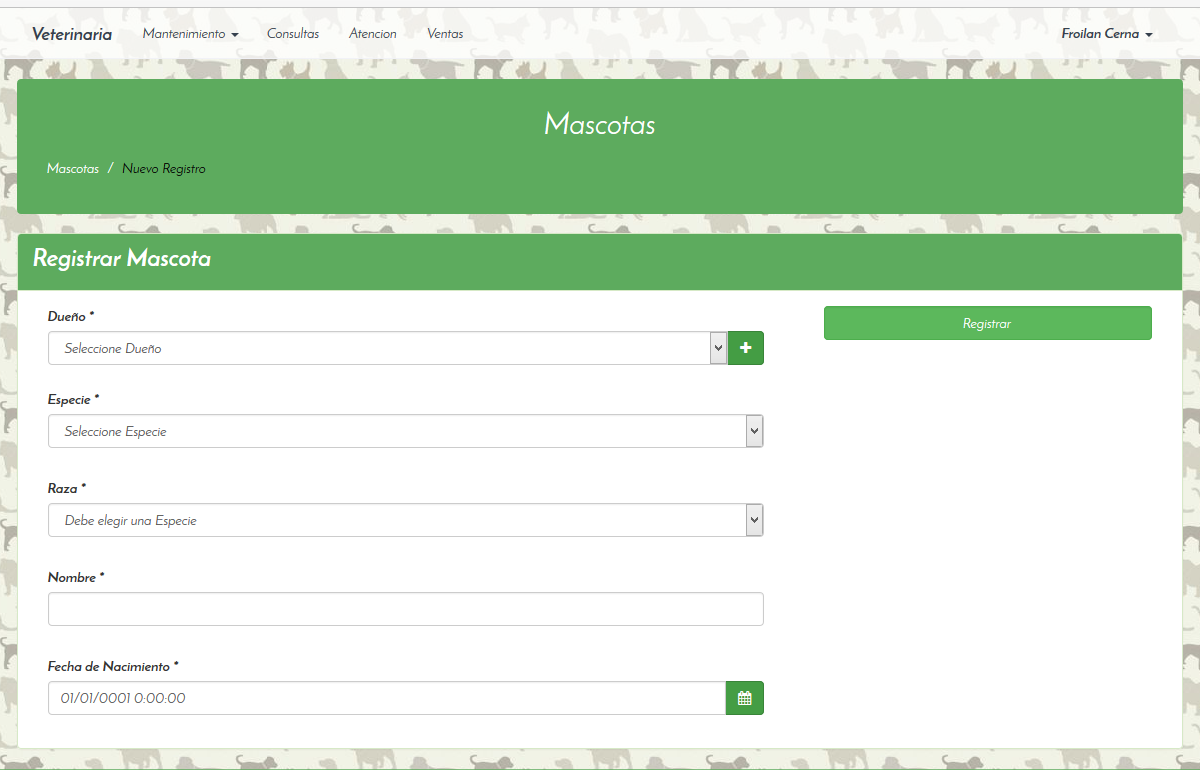 Veterinaria Mantenimiento Consultas Atencion Ventas Froilan Cerna
Mascotas
Mascotas / Nuevo Registro
Registrar Mascota
Dueño *
Seleccione Dueño
Registrar
Especie *
Seleccione Especie
Raza *
Debe elegir una Especie
Nombre *
Fecha de Nacimiento *
01/01/0001 0:00:00